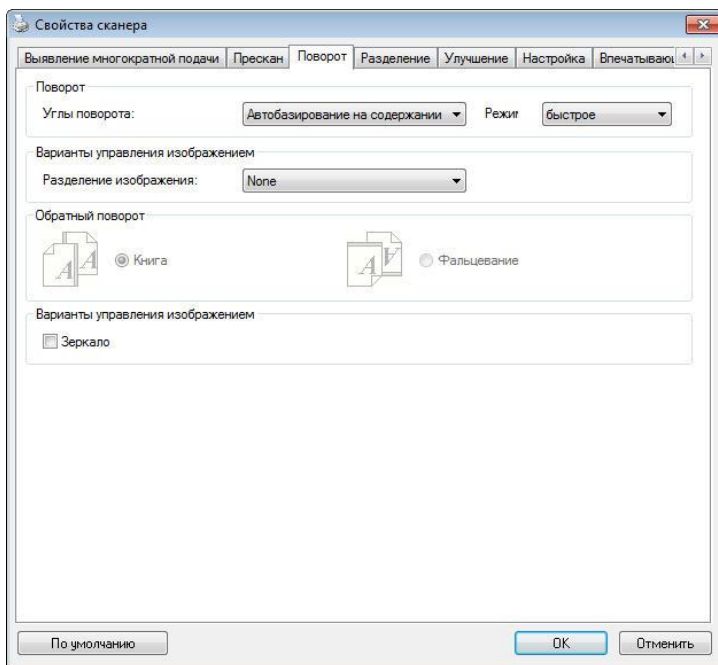 Свойства сканера
Выявление многократной подачи Прескан Поворот Разделение Улучшение Настройка Впечатывающ
Поворот
Углы поворота: Автобазирование на содержании Режим быстрое
Варианты управления изображением
Разделение изображения: None
Обратный поворот
A A Книга A A Фальцевание
Варианты управления изображением
Зеркало
По умолчанию OK Отменить